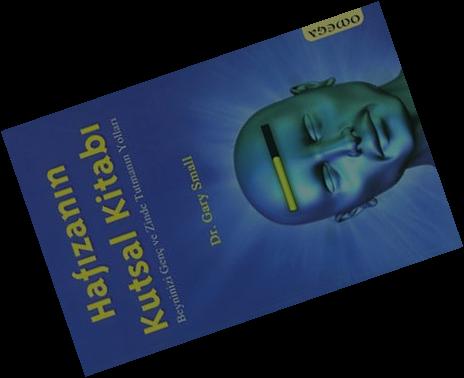 Hafızanın
Kutsal Kitabı
Beyninizi Genç ve Zinde Tutmanın Yolları
Dr. Gary Small
OMEGA